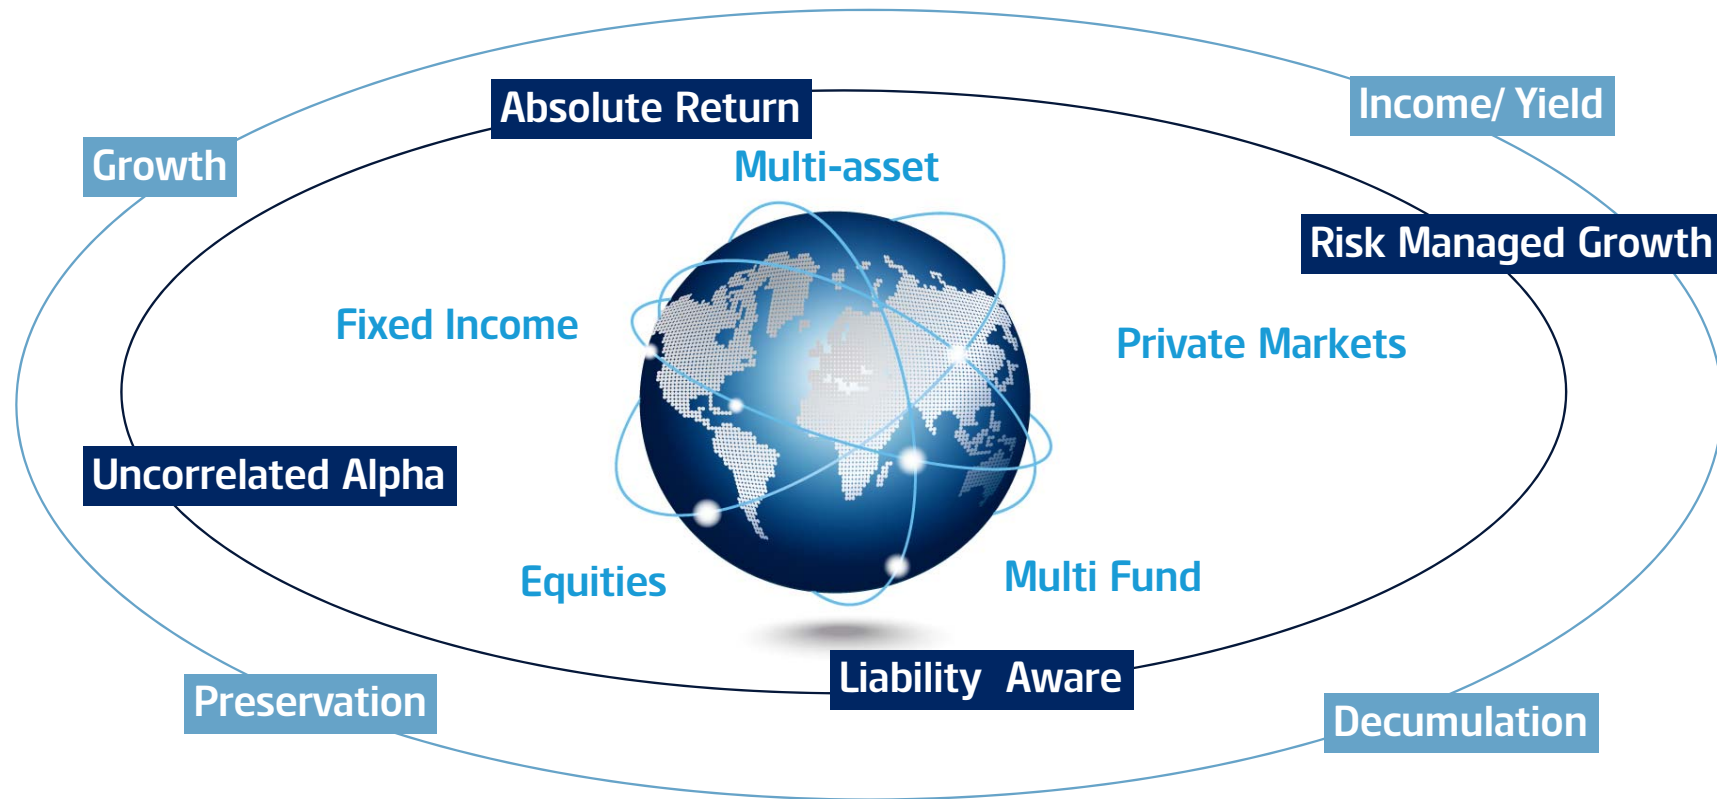 Absolute Return
Income/ Yield
Growth
Multi-asset
Risk Managed Growth
Fixed Income
Private Markets
Uncorrelated Alpha
Equities
Multi Fund
Liability Aware
Preservation
Decumulation